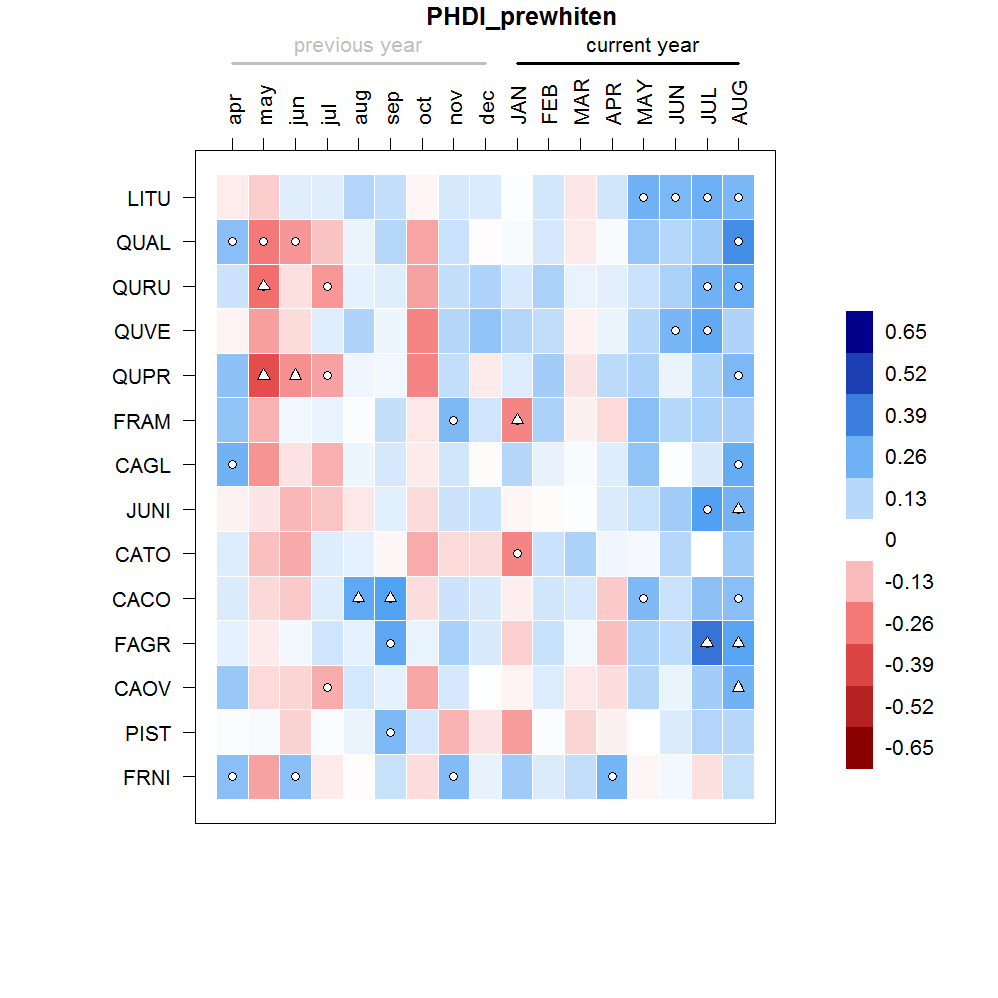 PHDI_prewhiten
previous year current year
apr may jun jul aug sep oct nov dec JAN FEB MAR APR MAY JUN JUL AUG
LITU
QUAL
QURU
QUVE
QUPR
FRAM
CAGL
JUNI
CATO
CACO
FAGR
CAOV
PIST
FRNI
0.65
0.52
0.39
0.26
0.13
0
-0.13
-0.26
-0.39
-0.52
-0.65